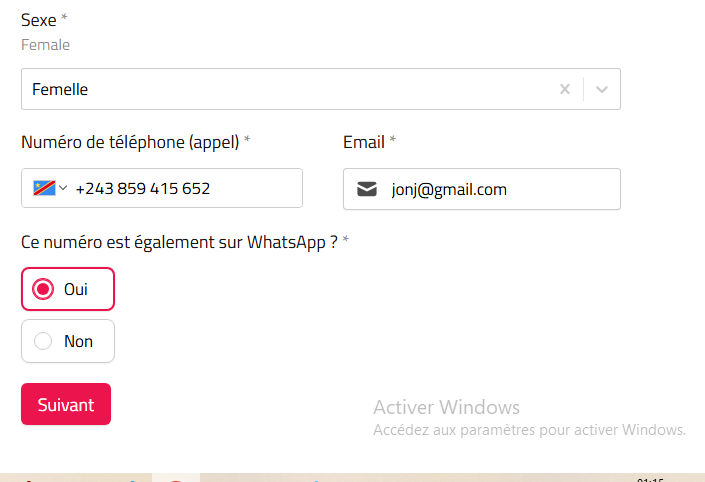 Sexe *
Female
Femelle
Numéro de téléphone (appel) *
Email *
+243 859 415 652
jonj@gmail.com
Ce numéro est également sur WhatsApp ? *
Oui
Non
Suivant
Activer Windows
Accédez aux paramètres pour activer Windows.